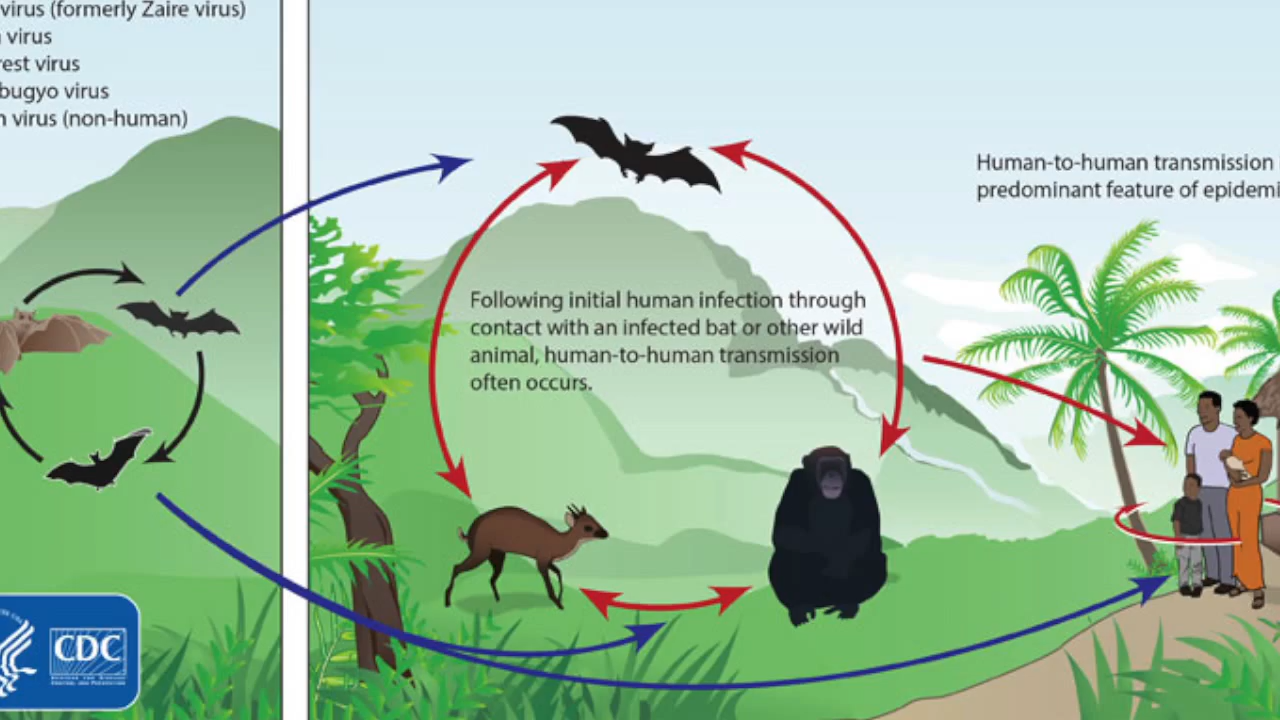 virus (formerly Zaire virus)
virus
rest virus
bugyo virus
n virus (non-human)
Following initial human infection through
contact with an infected bat or other wild
animal, human-to-human transmission
often occurs.
Human-to-human transmission
predominant feature of epidemi
CDC